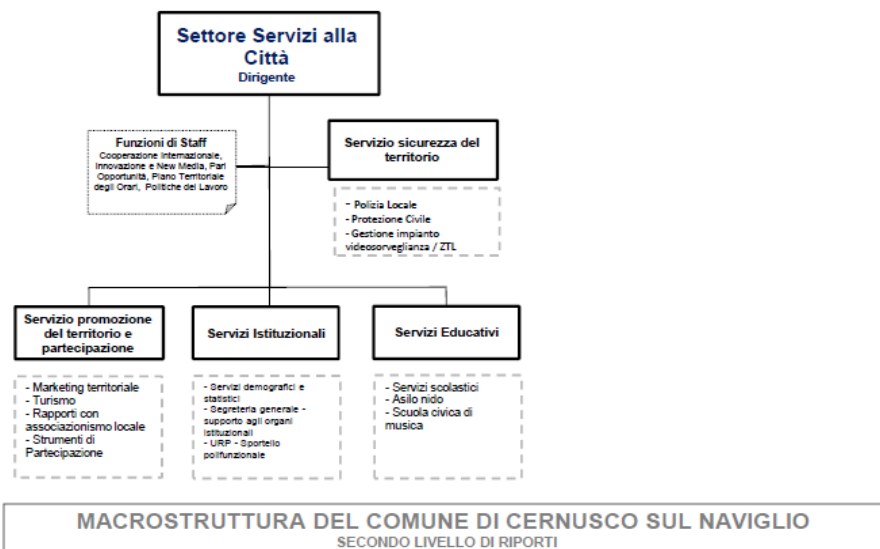 Settore Servizi alla
Città
Dirigente
Funzioni di Staff
Cooperazione Internazionale,
Innovazione e New Media, Pari
Opportunità, Piano Territoriale
degli Orari, Politiche del Lavoro
Servizio sicurezza del
territorio
- Polizia Locale
- Protezione Civile
- Gestione impianto
videosorveglianza / ZTL
Servizio promozione
del territorio e
partecipazione
Servizi Istituzionali
Servizi Educativi
- Marketing territoriale
- Turismo
- Rapporti con
associazionismo locale
- Strumenti di
Partecipazione
- Servizi demografici e
statistici
- Segreteria generale -
supporto agli organi
istituzionali
- URP - Sportello
polifunzionale
- Servizi scolastici
- Asilo nido
- Scuola civica di
musica
MACROSTRUTTURA DEL COMUNE DI CERNUSCO SUL NAVIGLIO
SECONDO LIVELLO DI RIPORTI